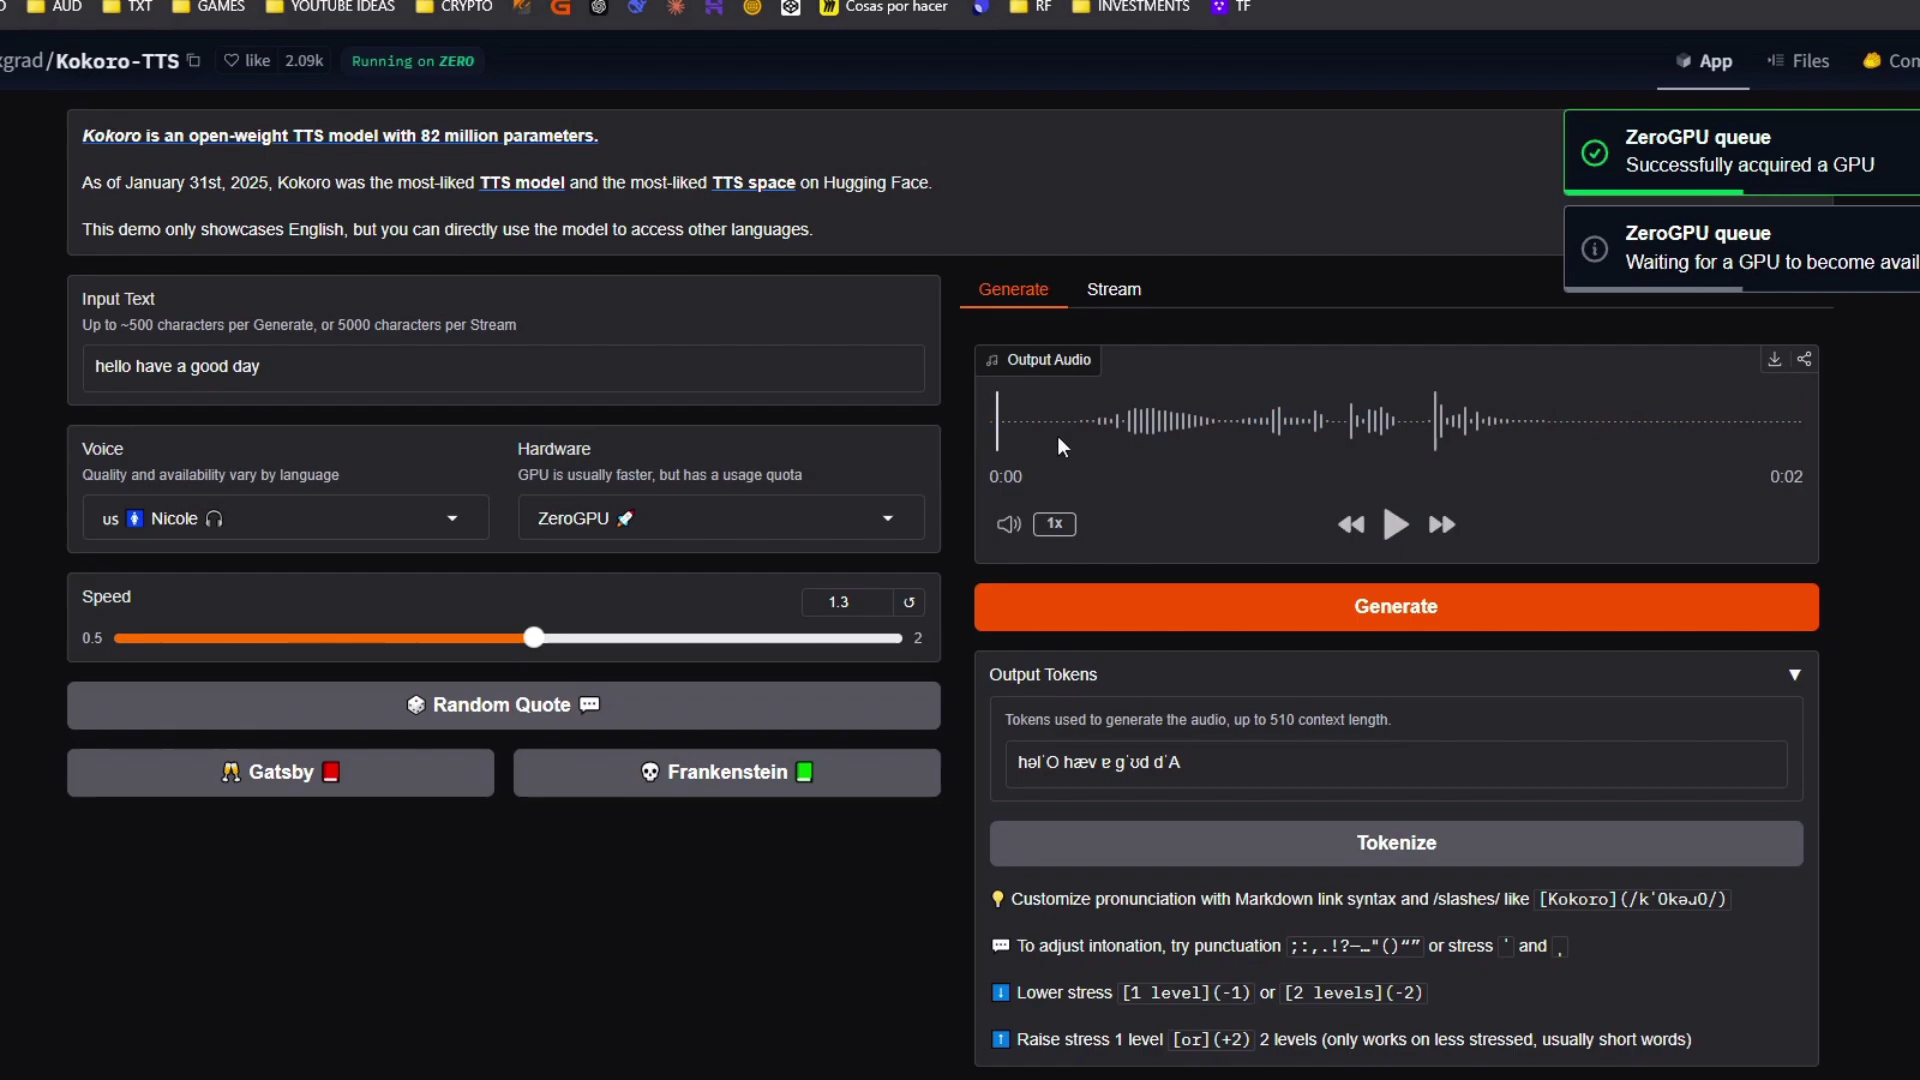 AUD TXT GAMES YOUTUBE IDEAS CRYPTO Cosas por hacer RF INVESTMENTS TF
grad/Kokoro-TTS like 2.09k Running on ZERO App Files Com
Kokoro is an open-weight TTS model with 82 million parameters.
As of January 31st, 2025, Kokoro was the most-liked TTS model and the most-liked TTS space on Hugging Face.
This demo only showcases English, but you can directly use the model to access other languages.
ZeroGPU queue
Successfully acquired a GPU
ZeroGPU queue
Waiting for a GPU to become avail
Input Text
Up to ~500 characters per Generate, or 5000 characters per Stream
hello have a good day
Voice
Quality and availability vary by language
us 🚺 Nicole 🎧
Hardware
GPU is usually faster, but has a usage quota
ZeroGPU 🚀
Speed
1.3
0.5 2
🎲 Random Quote 💬
🥂 Gatsby 📕
💀 Frankenstein 📗
Generate Stream
Output Audio
0:00 0:02
1x
Generate
Output Tokens ▼
Tokens used to generate the audio, up to 510 context length.
həlˈO hæv ɐ ɡˈʊd dˈA
Tokenize
💡 Customize pronunciation with Markdown link syntax and /slashes/ like [Kokoro](/kˈOkəɹO/)
💬 To adjust intonation, try punctuation ;:,.!?—…"()“” or stress ˈ and ˌ
⬇️ Lower stress [1 level](-1) or [2 levels](-2)
⬆️ Raise stress 1 level [or](+2) 2 levels (only works on less stressed, usually short words)